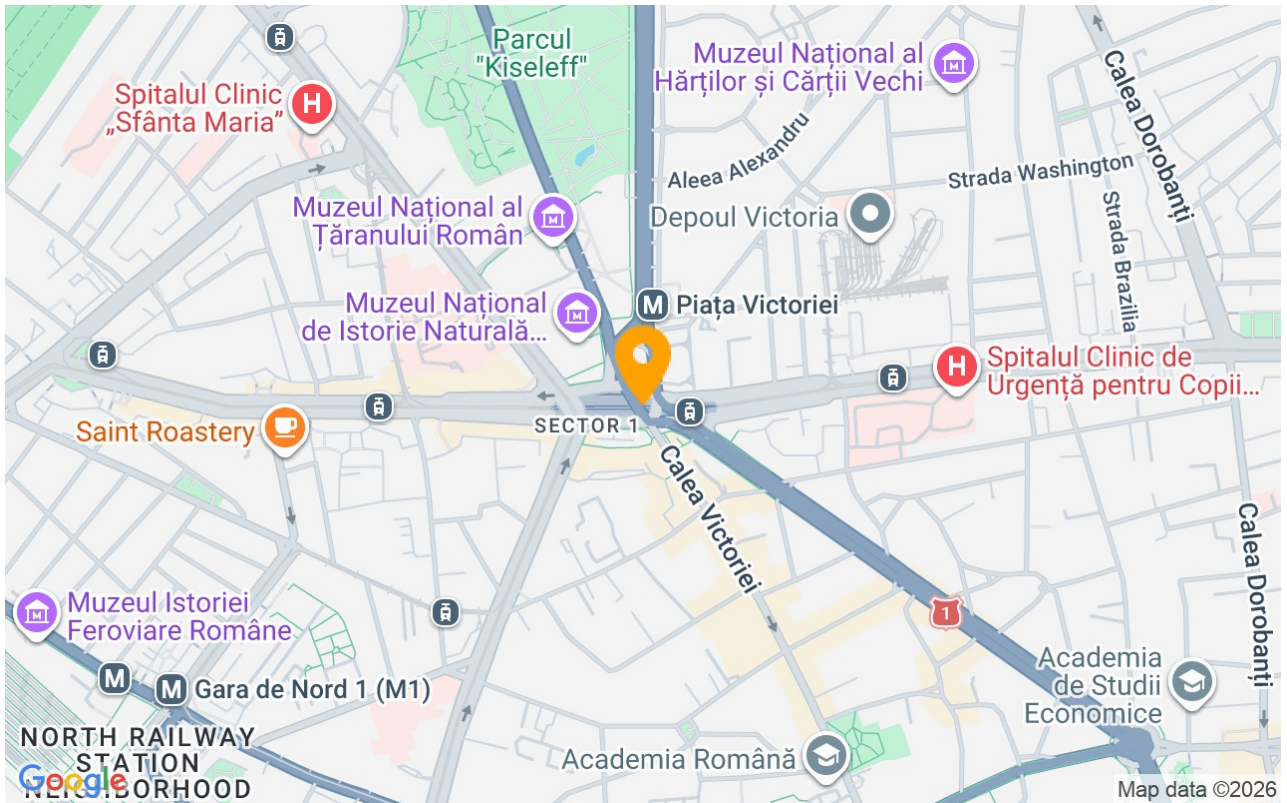 Parcul
"Kiseleff"
Muzeul Național al
Hărților și Cărții Vechi
Spitalul Clinic
„Sfânta Maria”
H
Calea Dorobanți
Aleea Alexandru
Strada Washington
Muzeul Național al
Țăranului Român
Depoul Victoria
Strada Brazilia
M
Piața Victoriei
Muzeul Național
de Istorie Naturală...
H
Spitalul Clinic de
Urgență pentru Copii...
Saint Roastery
SECTOR 1
Calea Victoriei
Calea Dorobanți
Muzeul Istoriei
Feroviare Române
1
M
M
Gara de Nord 1 (M1)
Academia
de Studii
Economice
NORTH RAILWAY
STATION
NEIGHBORHOOD
Google
Academia Română
Map data ©2026